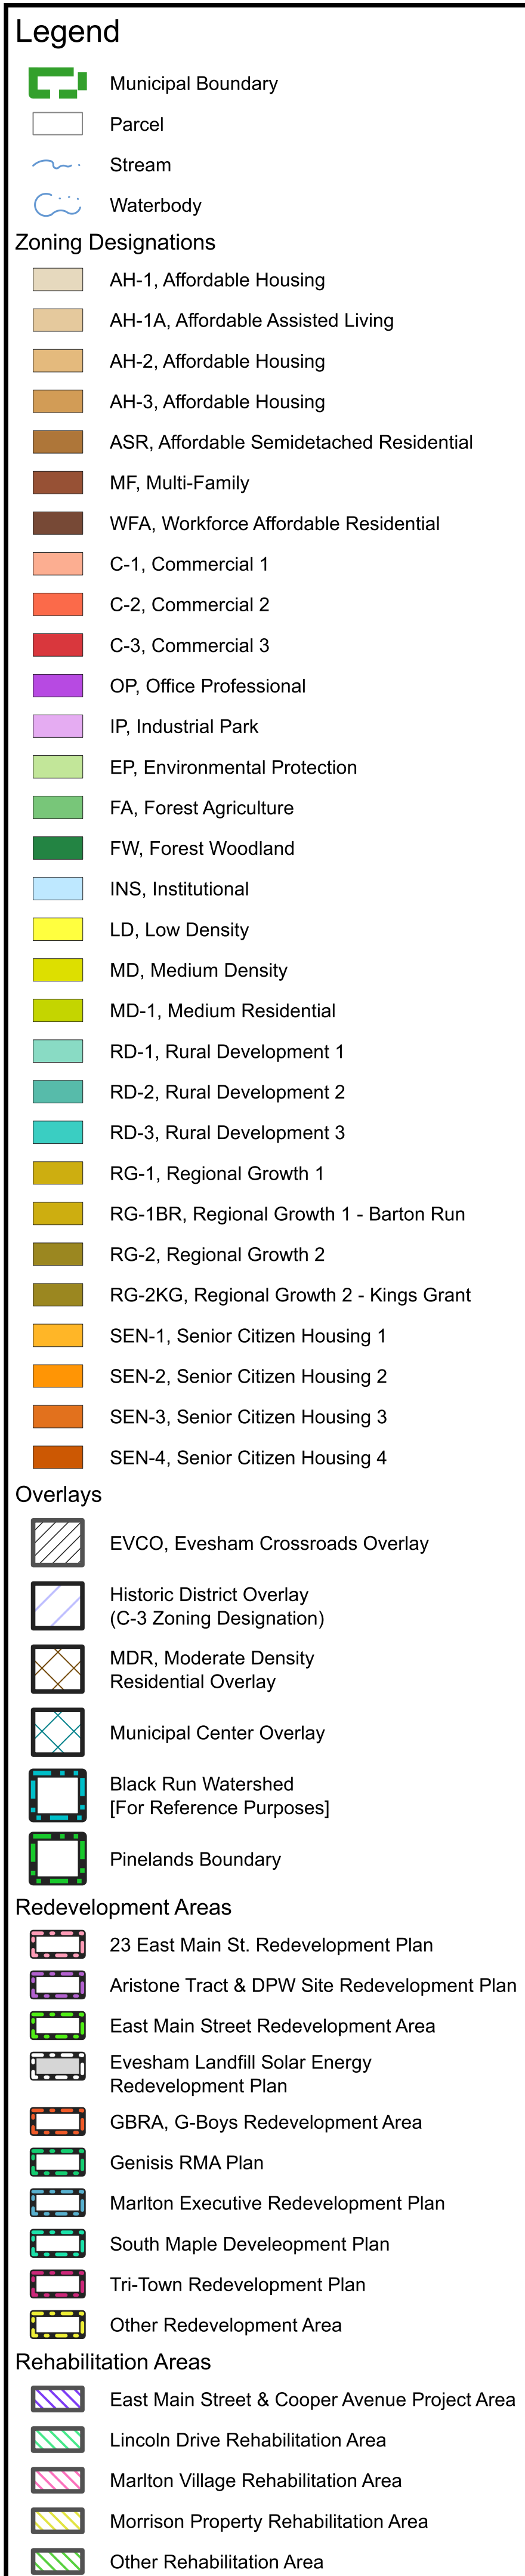 Legend
Municipal Boundary
Parcel
Stream
Waterbody
Zoning Designations
AH-1, Affordable Housing
AH-1A, Affordable Assisted Living
AH-2, Affordable Housing
AH-3, Affordable Housing
ASR, Affordable Semidetached Residential
MF, Multi-Family
WFA, Workforce Affordable Residential
C-1, Commercial 1
C-2, Commercial 2
C-3, Commercial 3
OP, Office Professional
IP, Industrial Park
EP, Environmental Protection
FA, Forest Agriculture
FW, Forest Woodland
INS, Institutional
LD, Low Density
MD, Medium Density
MD-1, Medium Residential
RD-1, Rural Development 1
RD-2, Rural Development 2
RD-3, Rural Development 3
RG-1, Regional Growth 1
RG-1BR, Regional Growth 1 - Barton Run
RG-2, Regional Growth 2
RG-2KG, Regional Growth 2 - Kings Grant
SEN-1, Senior Citizen Housing 1
SEN-2, Senior Citizen Housing 2
SEN-3, Senior Citizen Housing 3
SEN-4, Senior Citizen Housing 4
Overlays
EVCO, Evesham Crossroads Overlay
Historic District Overlay
(C-3 Zoning Designation)
MDR, Moderate Density
Residential Overlay
Municipal Center Overlay
Black Run Watershed
[For Reference Purposes]
Pinelands Boundary
Redevelopment Areas
23 East Main St. Redevelopment Plan
Aristone Tract & DPW Site Redevelopment Plan
East Main Street Redevelopment Area
Evesham Landfill Solar Energy
Redevelopment Plan
GBRA, G-Boys Redevelopment Area
Genisis RMA Plan
Marlton Executive Redevelopment Plan
South Maple Develeopment Plan
Tri-Town Redevelopment Plan
Other Redevelopment Area
Rehabilitation Areas
East Main Street & Cooper Avenue Project Area
Lincoln Drive Rehabilitation Area
Marlton Village Rehabilitation Area
Morrison Property Rehabilitation Area
Other Rehabilitation Area